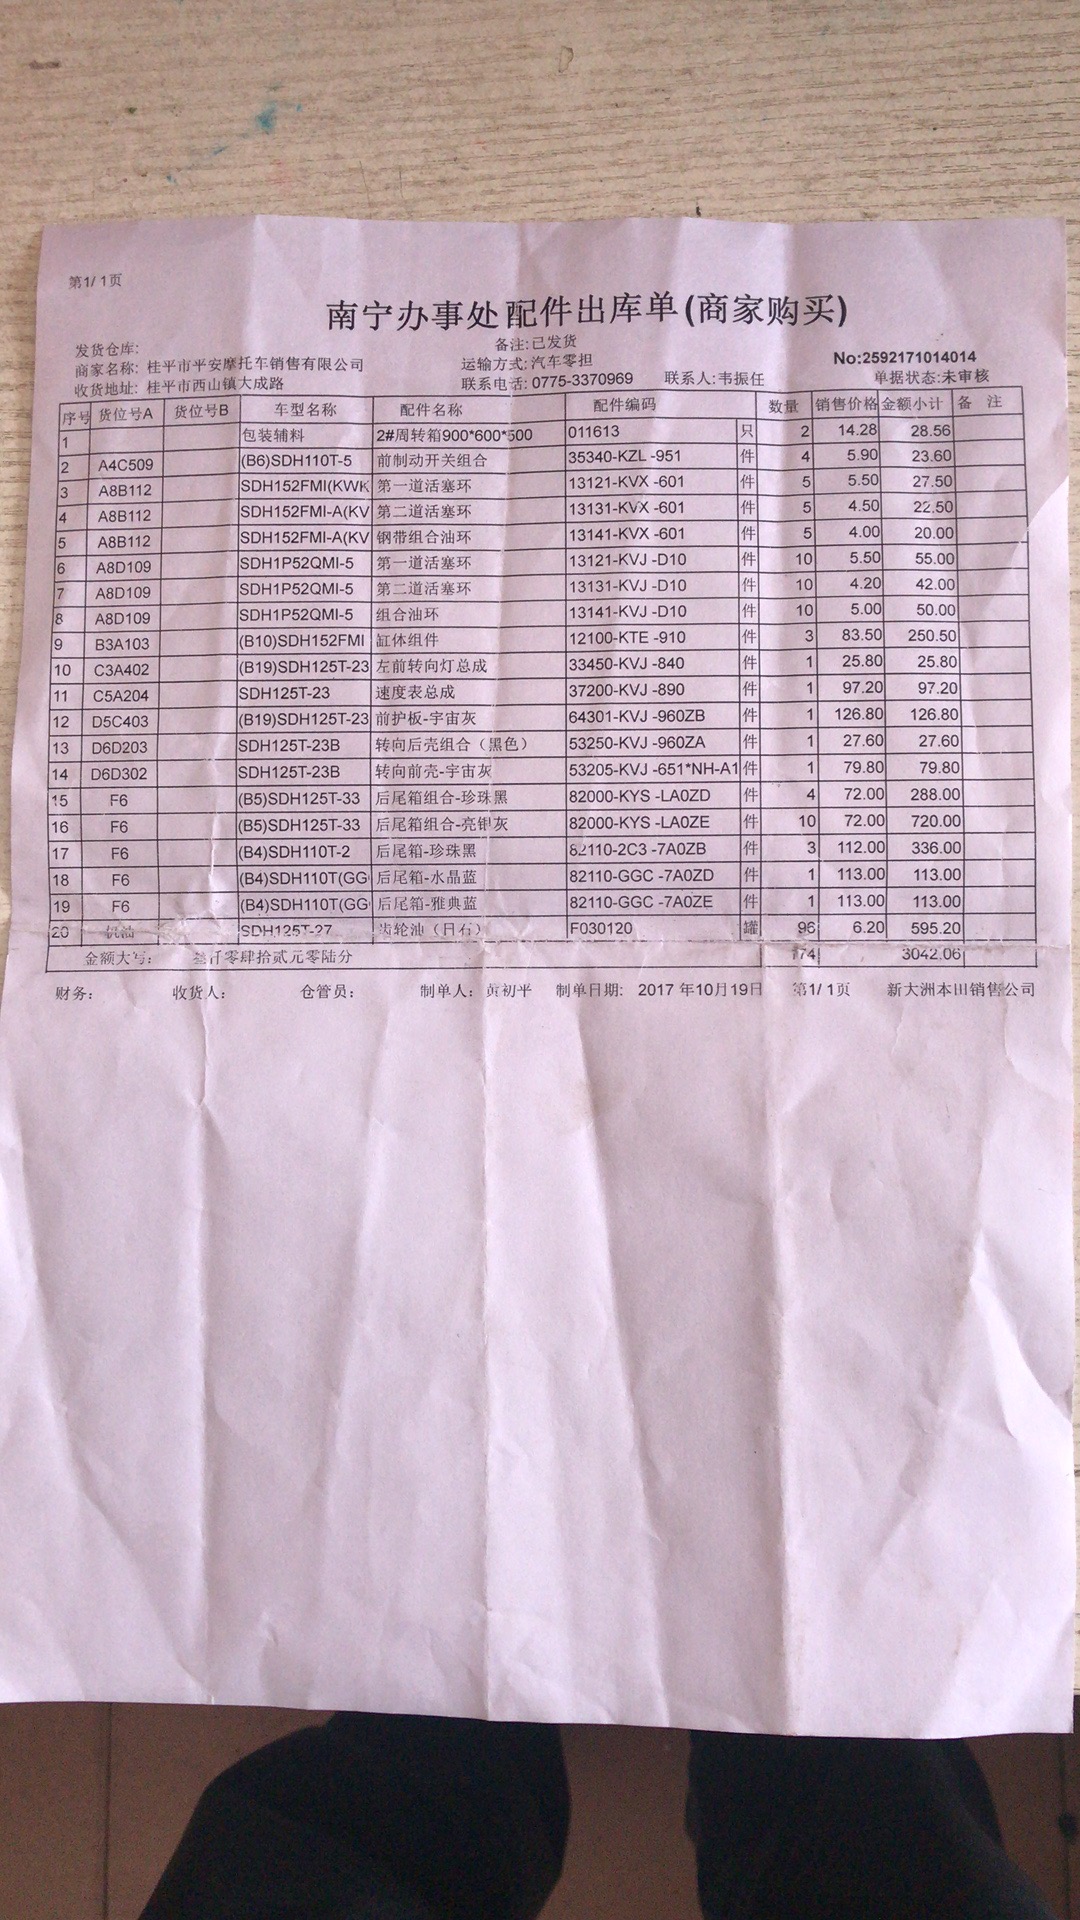 第1/ 1页
南宁办事处配件出库单(商家购买)
发货仓库:
备注:已发货
商家名称: 桂平市平安摩托车销售有限公司 运输方式:汽车零担 No:2592171014014
收货地址: 桂平市西山镇大成路 联系电话: 0775-3370969 联系人:韦振任 单据状态:未审核
序号 货位号A 货位号B 车型名称 配件名称 配件编码 数量 销售价格 金额小计 备 注
1 包装辅料 2#周转箱900*600*500 011613 只 2 14.28 28.56
2 A4C509 (B6)SDH110T-5 前制动开关组合 35340-KZL -951 件 4 5.90 23.60
3 A8B112 SDH152FMI(KWK 第一道活塞环 13121-KVX -601 件 5 5.50 27.50
4 A8B112 SDH152FMI-A(KV 第二道活塞环 13131-KVX -601 件 5 4.50 22.50
5 A8B112 SDH152FMI-A(KV 钢带组合油环 13141-KVX -601 件 5 4.00 20.00
6 A8D109 SDH1P52QMI-5 第一道活塞环 13121-KVJ -D10 件 10 5.50 55.00
7 A8D109 SDH1P52QMI-5 第二道活塞环 13131-KVJ -D10 件 10 4.20 42.00
8 A8D109 SDH1P52QMI-5 组合油环 13141-KVJ -D10 件 10 5.00 50.00
9 B3A103 (B10)SDH152FMI 缸体组件 12100-KTE -910 件 3 83.50 250.50
10 C3A402 (B19)SDH125T-23 左前转向灯总成 33450-KVJ -840 件 1 25.80 25.80
11 C5A204 SDH125T-23 速度表总成 37200-KVJ -890 件 1 97.20 97.20
12 D5C403 (B19)SDH125T-23 前护板-宇宙灰 64301-KVJ -960ZB 件 1 126.80 126.80
13 D6D203 SDH125T-23B 转向后壳组合（黑色） 53250-KVJ -960ZA 件 1 27.60 27.60
14 D6D302 SDH125T-23B 转向前壳-宇宙灰 53205-KVJ -651*NH-A1 件 1 79.80 79.80
15 F6 (B5)SDH125T-33 后尾箱组合-珍珠黑 82000-KYS -LA0ZD 件 4 72.00 288.00
16 F6 (B5)SDH125T-33 后尾箱组合-亮银灰 82000-KYS -LA0ZE 件 10 72.00 720.00
17 F6 (B4)SDH110T-2 后尾箱-珍珠黑 82110-2C3 -7A0ZB 件 3 112.00 336.00
18 F6 (B4)SDH110T(GG 后尾箱-水晶蓝 82110-GGC -7A0ZD 件 1 113.00 113.00
19 F6 (B4)SDH110T(GG 后尾箱-雅典蓝 82110-GGC -7A0ZE 件 1 113.00 113.00
20 机油 SDH125T-27 齿轮油（日石） F030120 罐 96 6.20 595.20
金额大写: 叁仟零肆拾贰元零陆分 174 3042.06
财务: 收货人: 仓管员: 制单人: 黄初平 制单日期: 2017 年10月19日 第1/ 1页 新大洲本田销售公司